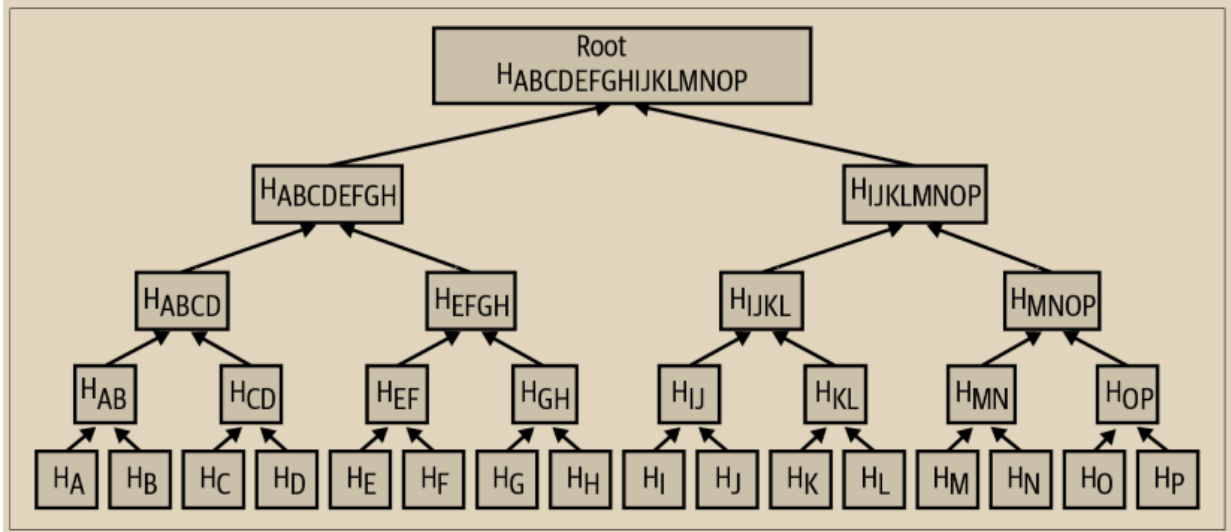 Root
HABCDEFGHIJKLMNOP
HABCDEFGH HIJKLMNOP
HABCD HEFGH HIJKL HMNOP
HAB HCD HEF HGH HIJ HKL HMN HOP
HA HB HC HD HE HF HG HH HI HJ HK HL HM HN HO HP